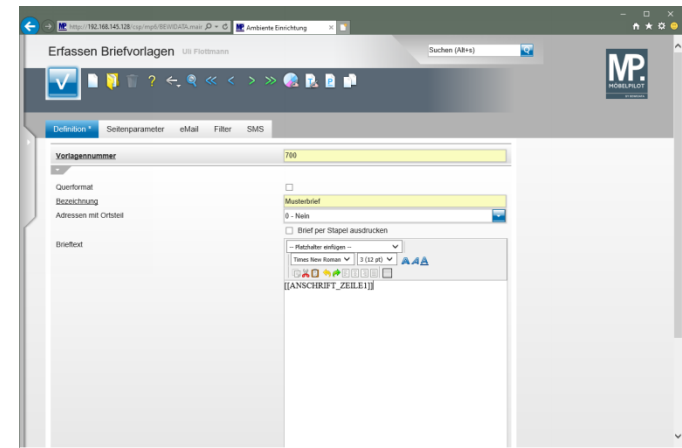 http://192.168.145.128/csp/mp8/BEWIDATA.main
Ambiente Einrichtung
Erfassen Briefvorlagen Uli Flottmann
Suchen (Alt+s)
MP.
MÖBELPILOT
Definition *
Seitenparameter
eMail
Filter
SMS
Vorlagennummer
700
Querformat
Bezeichnung
Musterbrief
Adressen mit Ortsteil
0 - Nein
Brief per Stapel ausdrucken
Brieftext
-- Platzhalter einfügen --
Times New Roman
3 (12 pt)
A A A
[[ANSCHRIFT_ZEILE1]]